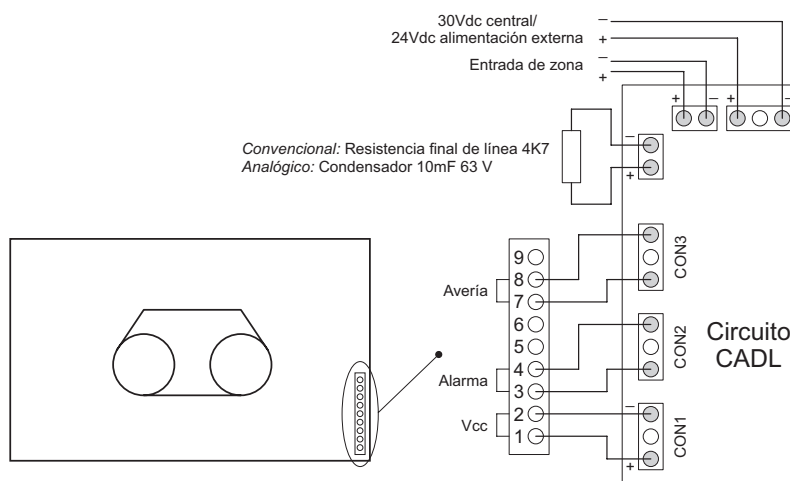 30Vdc central/
24Vdc alimentación externa
– 
+
Entrada de zona
–
+
+ – + –
Convencional: Resistencia final de línea 4K7
Analógico: Condensador 10mF 63 V
–
+
9
8
7
6
5
4
3
2
1
Avería
Alarma
Vcc
CON3
CON2
CON1
–
+
Circuito
CADL